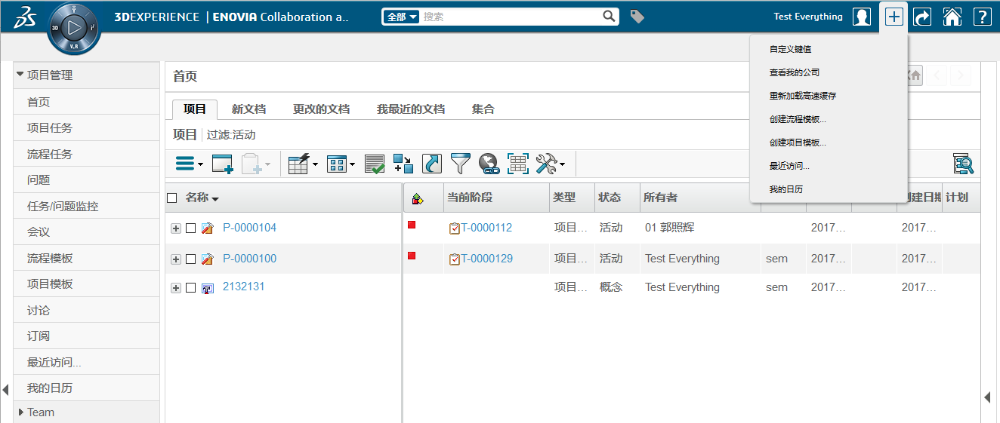 3DEXPERIENCE | ENOVIA Collaboration a..
全部
搜索
Test Everything
3D
V.R
自定义键值
查看我的公司
重新加载高速缓存
创建流程模板...
创建项目模板...
最近访问...
我的日历
项目管理
首页
项目任务
流程任务
问题
任务/问题监控
会议
流程模板
项目模板
讨论
订阅
最近访问...
我的日历
Team
首页
项目 新文档 更改的文档 我最近的文档 集合
项目 过滤:活动
名称 当前阶段 类型 状态 所有者 创建日期 计划
P-0000104 T-0000112 项目... 活动 01 郭照辉 2017... 2017...
P-0000100 T-0000129 项目... 活动 Test Everything sem 2017... 2017...
2132131 项目... 概念 Test Everything sem 2017... 2017...